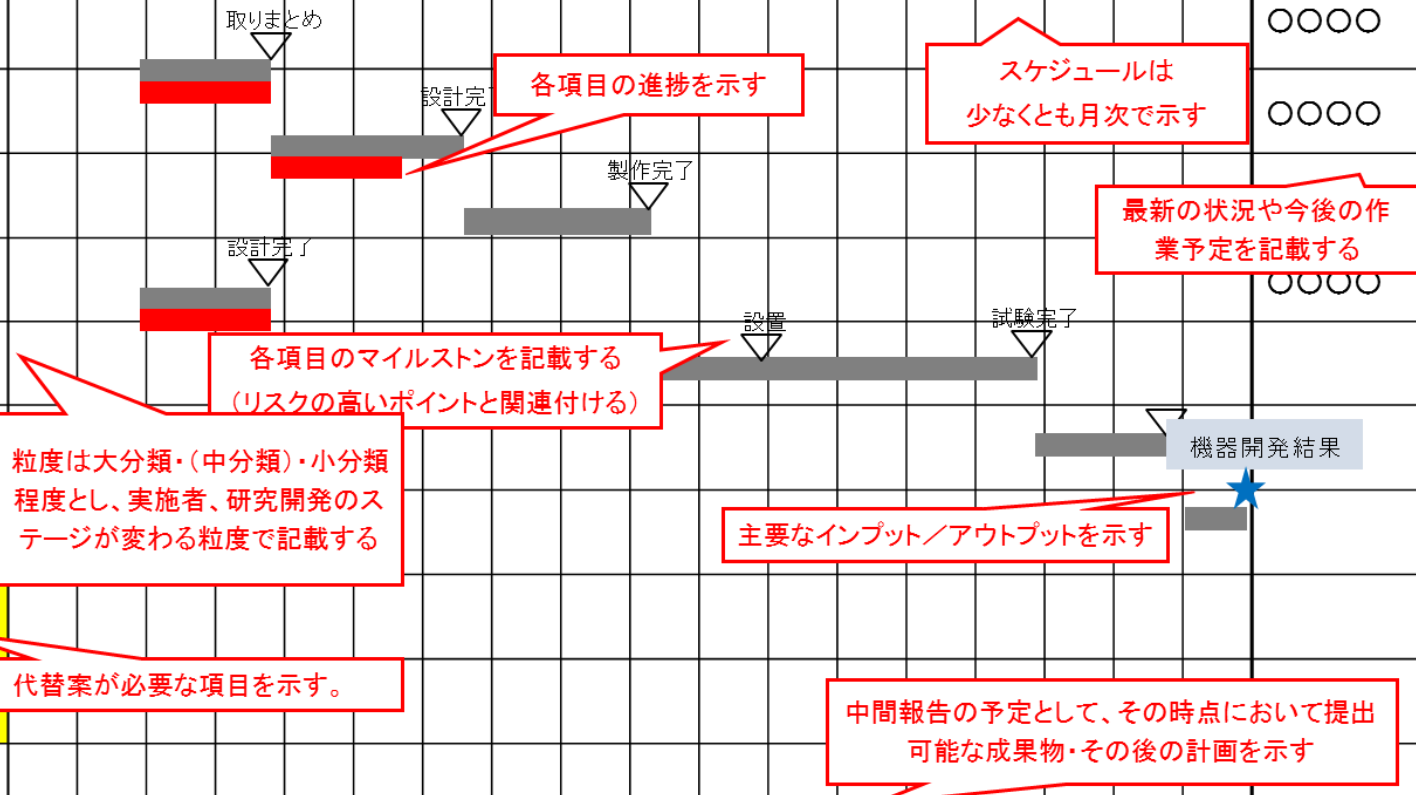 取りまとめ
〇〇〇〇
スケジュールは
少なくとも月次で示す
各項目の進捗を示す
設計完
〇〇〇〇
製作完了
最新の状況や今後の作
業予定を記載する
設計完了
〇〇〇〇
設置
試験完了
各項目のマイルストンを記載する
（リスクの高いポイントと関連付ける）
粒度は大分類・（中分類）・小分類
程度とし、実施者、研究開発のス
テージが変わる粒度で記載する
機器開発結果
主要なインプット／アウトプットを示す
代替案が必要な項目を示す。
中間報告の予定として、その時点において提出
可能な成果物・その後の計画を示す